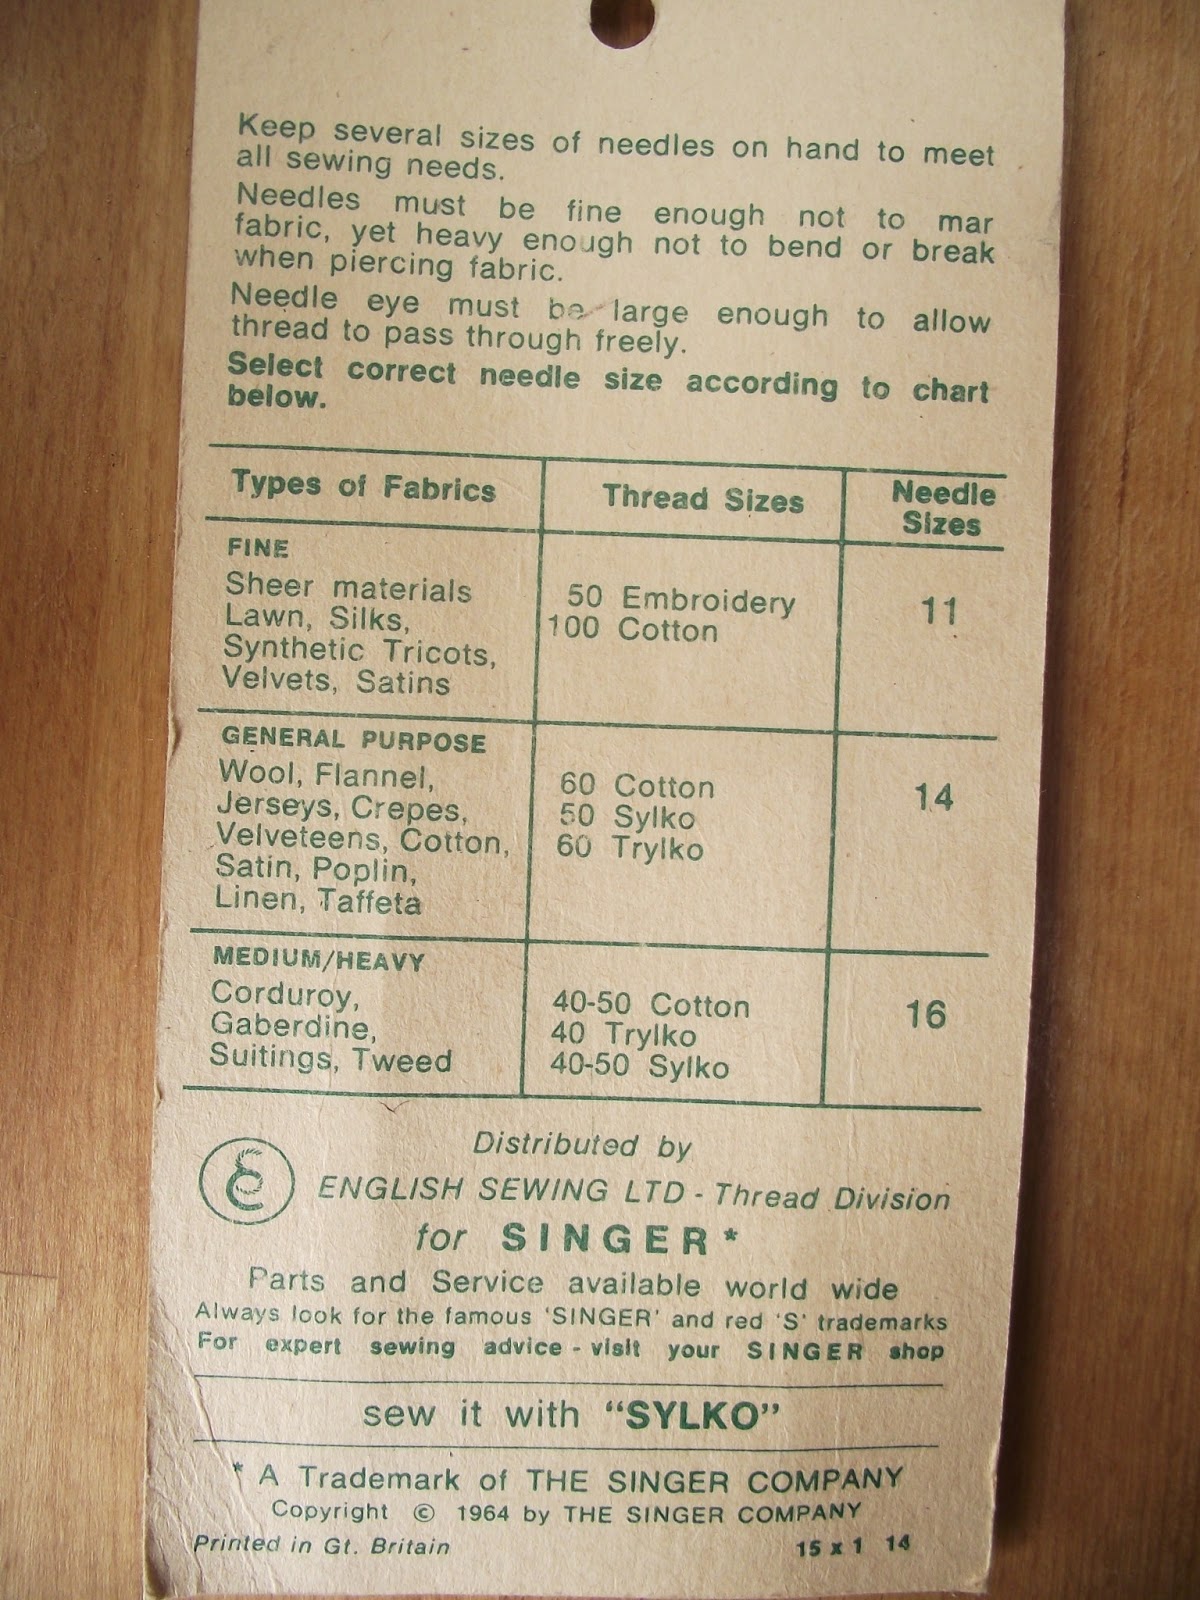 Keep several sizes of needles on hand to meet
all sewing needs.
Needles must be fine enough not to mar
fabric, yet heavy enough not to bend or break
when piercing fabric.
Needle eye must be large enough to allow
thread to pass through freely.
Select correct needle size according to chart
below.
Types of Fabrics
Thread Sizes
Needle
Sizes
FINE
Sheer materials
Lawn, Silks,
Synthetic Tricots,
Velvets, Satins
50 Embroidery
100 Cotton
11
GENERAL PURPOSE
Wool, Flannel,
Jerseys, Crepes,
Velveteens, Cotton,
Satin, Poplin,
Linen, Taffeta
60 Cotton
50 Sylko
60 Trylko
14
MEDIUM/HEAVY
Corduroy,
Gaberdine,
Suitings, Tweed
40-50 Cotton
40 Trylko
40-50 Sylko
16
Distributed by
ENGLISH SEWING LTD - Thread Division
for SINGER*
Parts and Service available world wide
Always look for the famous 'SINGER' and red 'S' trademarks
For expert sewing advice - visit your SINGER shop
sew it with "SYLKO"
* A Trademark of THE SINGER COMPANY
Copyright © 1964 by THE SINGER COMPANY
Printed in Gt. Britain 15 x 1 14